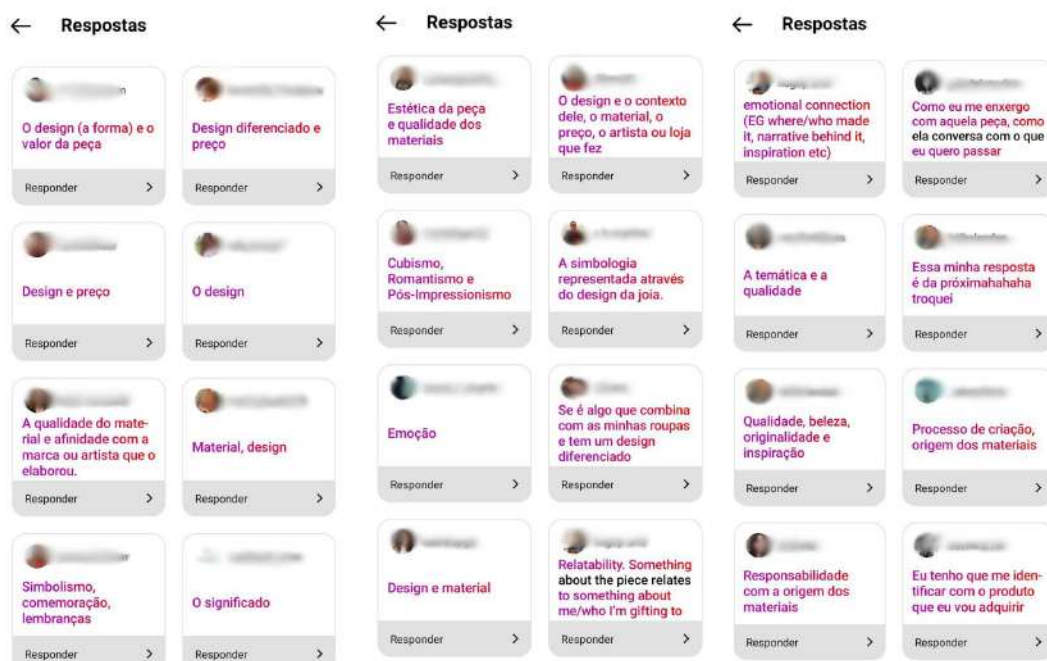 Respostas
O design (a forma) e o
valor da peça
Responder
Design diferenciado e
preço
Responder
Design e preço
Responder
O design
Responder
A qualidade do mate-
rial e afinidade com a
marca ou artista que o
elaborou.
Responder
Material, design
Responder
Simbolismo,
comemoração,
lembranças
Responder
O significado
Responder
Respostas
Estética da peça
e qualidade dos
materiais
Responder
O design e o contexto
dele, o material, o
preço, o artista ou loja
que fez
Responder
Cubismo,
Romantismo e
Pós-Impressionismo
Responder
A simbologia
representada através
do design da joia.
Responder
Emoção
Responder
Se é algo que combina
com as minhas roupas
e tem um design
diferenciado
Responder
Design e material
Responder
Relatability. Something
about the piece relates
to something about
me/who I'm gifting to
Responder
Respostas
emotional connection
(EG where/who made
it, narrative behind it,
inspiration etc)
Responder
Como eu me enxergo
com aquela peça, como
ela conversa com o que
eu quero passar
Responder
A temática e a
qualidade
Responder
Essa minha resposta
é da próximahahaha
troquei
Responder
Qualidade, beleza,
originalidade e
inspiração
Responder
Processo de criação,
origem dos materiais
Responder
Responsabilidade
com a origem dos
materiais
Responder
Eu tenho que me iden-
tificar com o produto
que eu vou adquirir
Responder